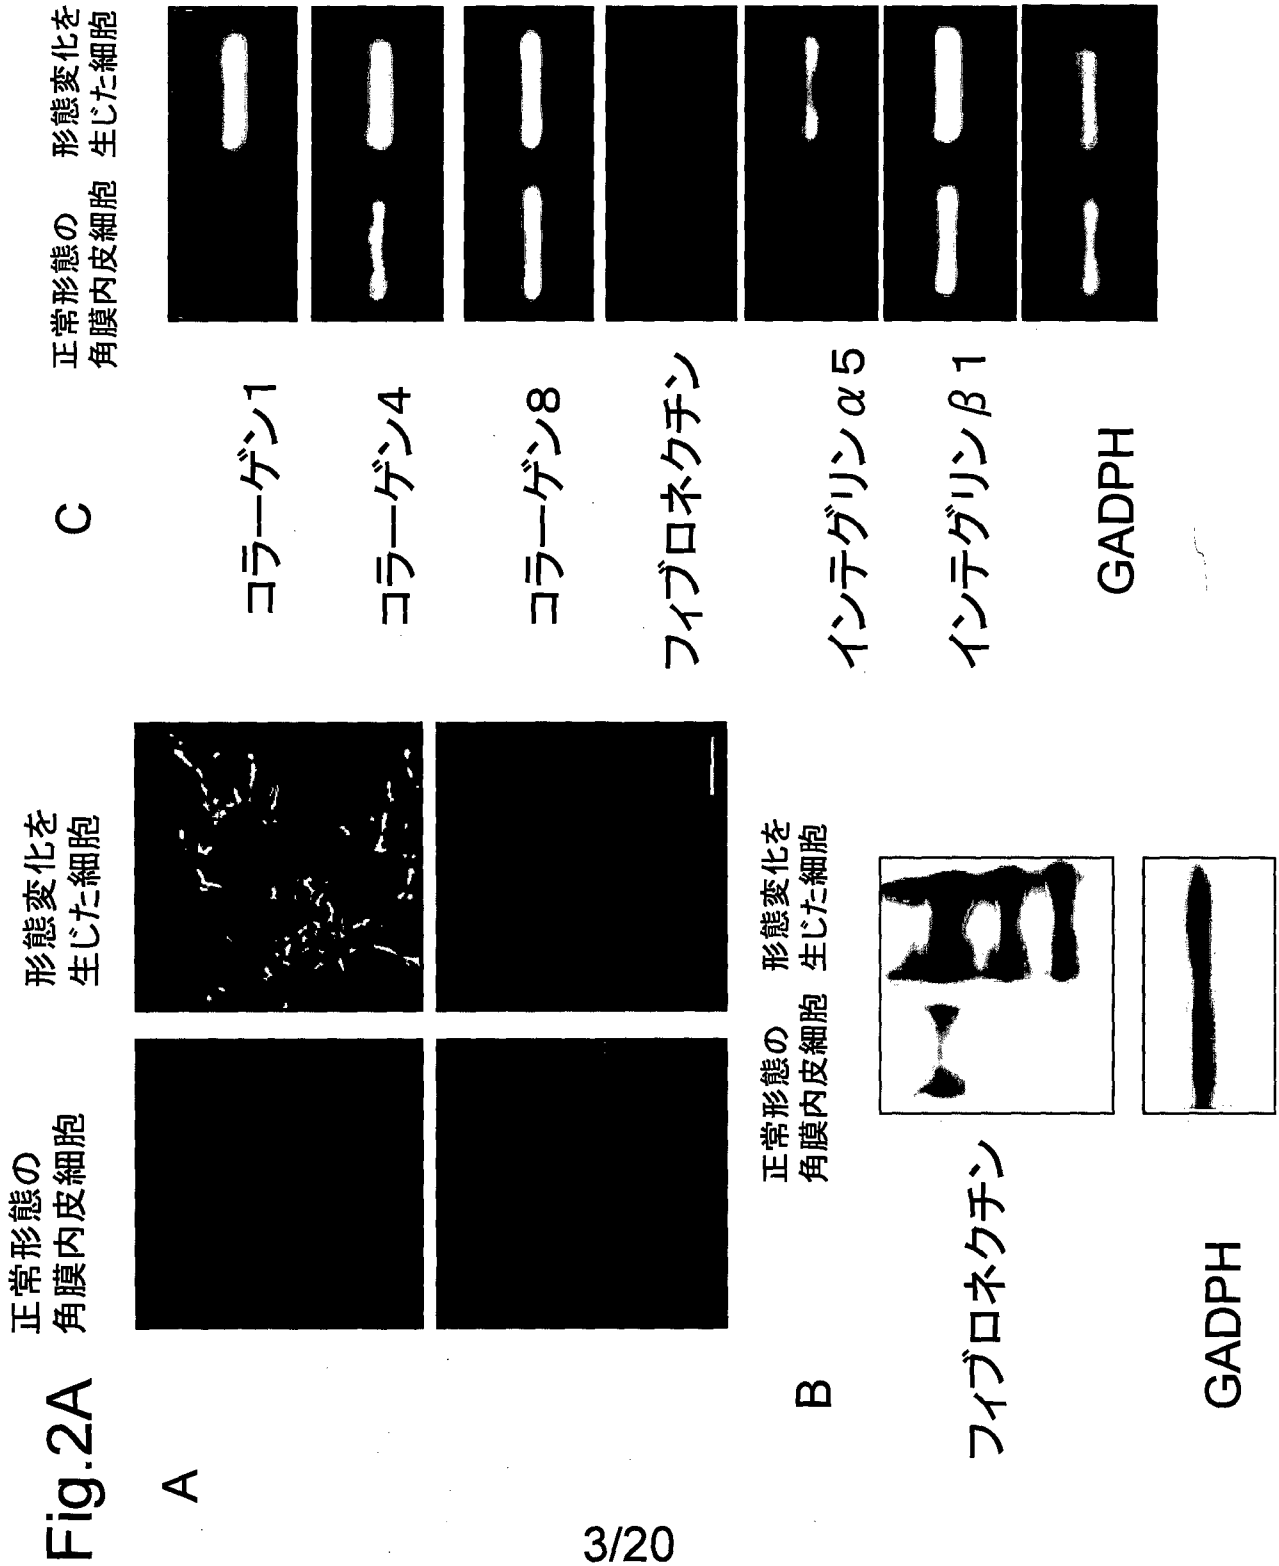 Fig.2A
A
正常形態の
角膜内皮細胞
形態変化を
生じた細胞
B
正常形態の
角膜内皮細胞
形態変化を
生じた細胞
フィブロネクチン
GADPH
C
正常形態の
角膜内皮細胞
形態変化を
生じた細胞
コラーゲン1
コラーゲン4
コラーゲン8
フィブロネクチン
インテグリンα5
インテグリンβ1
GADPH
3/20